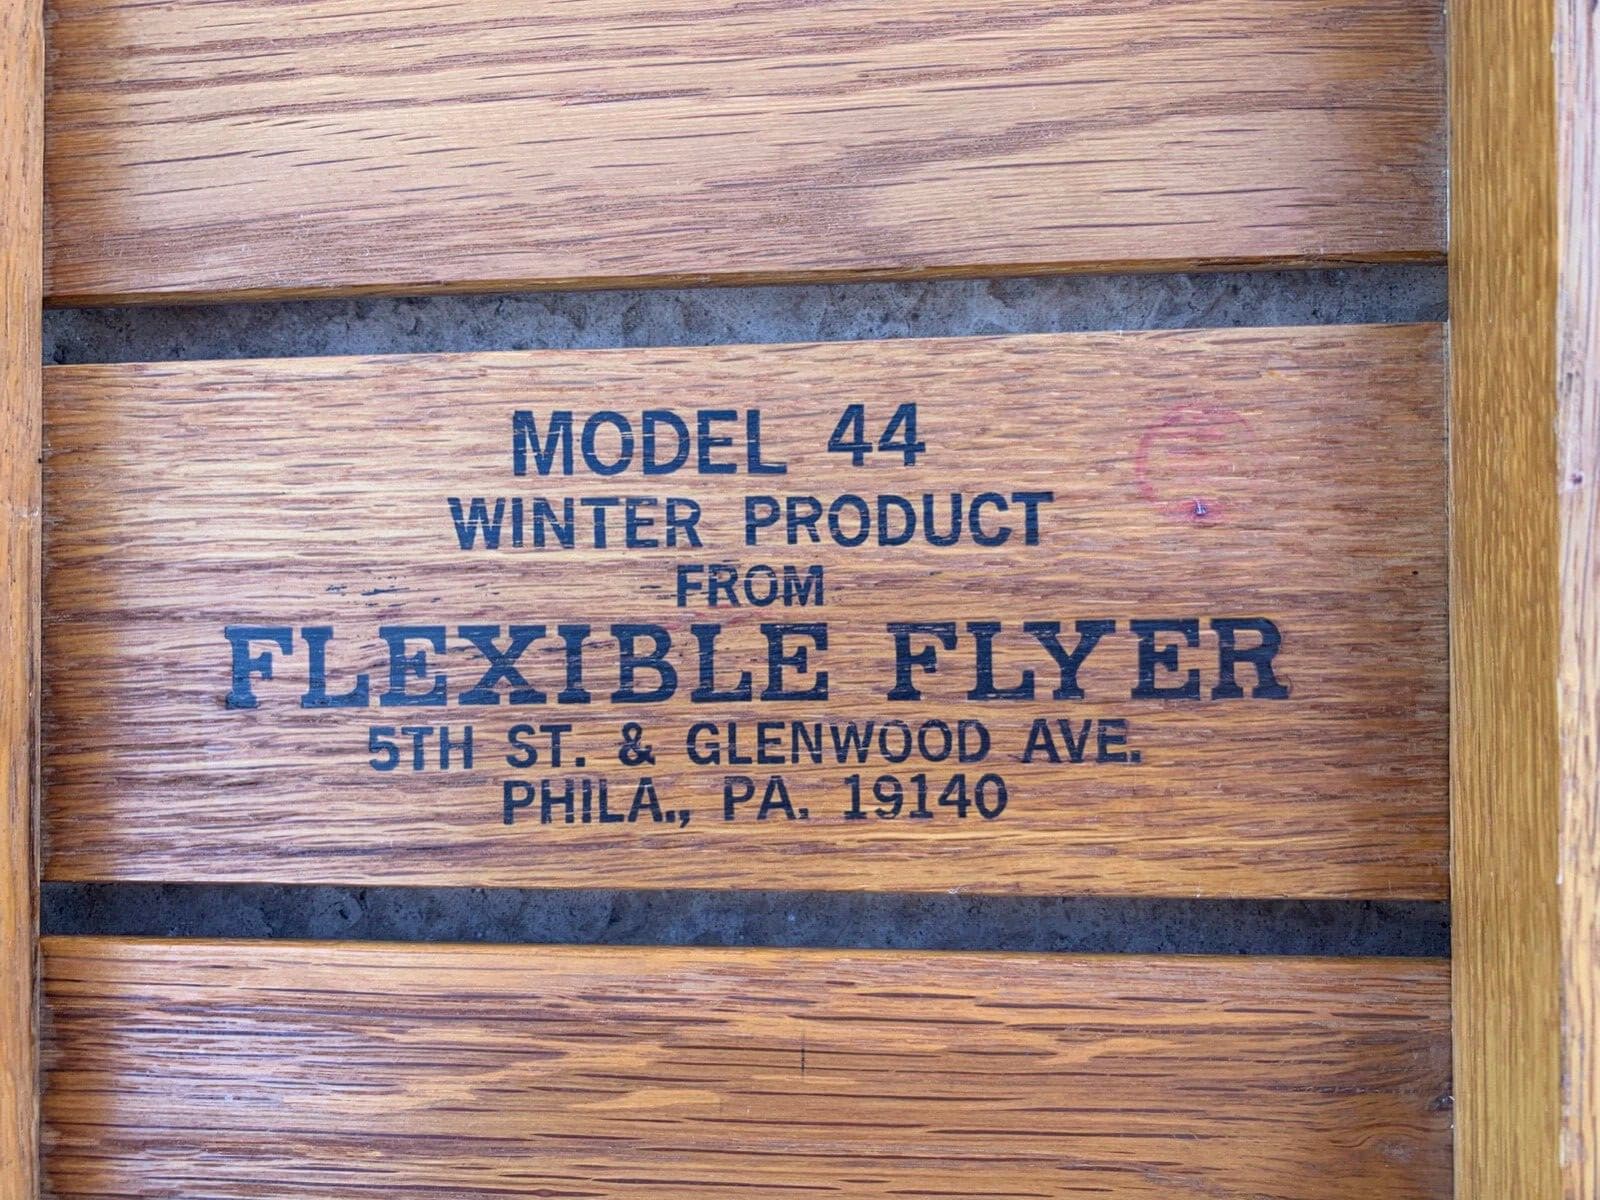 MODEL 44
WINTER PRODUCT
FROM
FLEXIBLE FLYER
5TH ST. & GLENWOOD AVE.
PHILA., PA. 19140